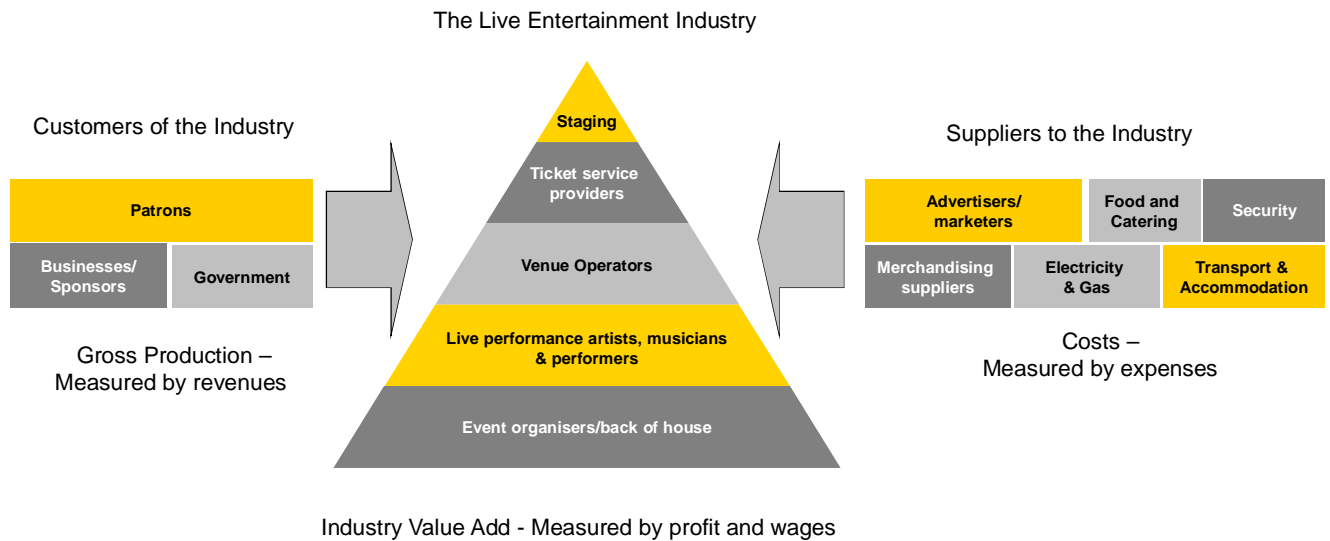 The Live Entertainment Industry
Customers of the Industry
Patrons
Businesses/
Sponsors
Government
Gross Production –
Measured by revenues
Staging
Ticket service
providers
Venue Operators
Live performance artists, musicians
& performers
Event organisers/back of house
Suppliers to the Industry
Advertisers/
marketers
Food and
Catering
Security
Merchandising
suppliers
Electricity
& Gas
Transport &
Accommodation
Costs –
Measured by expenses
Industry Value Add - Measured by profit and wages